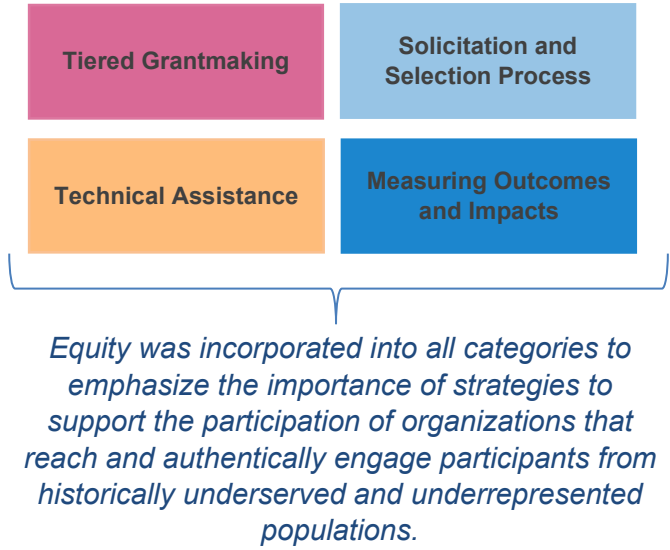 Tiered Grantmaking
Solicitation and
Selection Process
Technical Assistance
Measuring Outcomes
and Impacts
Equity was incorporated into all categories to
emphasize the importance of strategies to
support the participation of organizations that
reach and authentically engage participants from
historically underserved and underrepresented
populations.